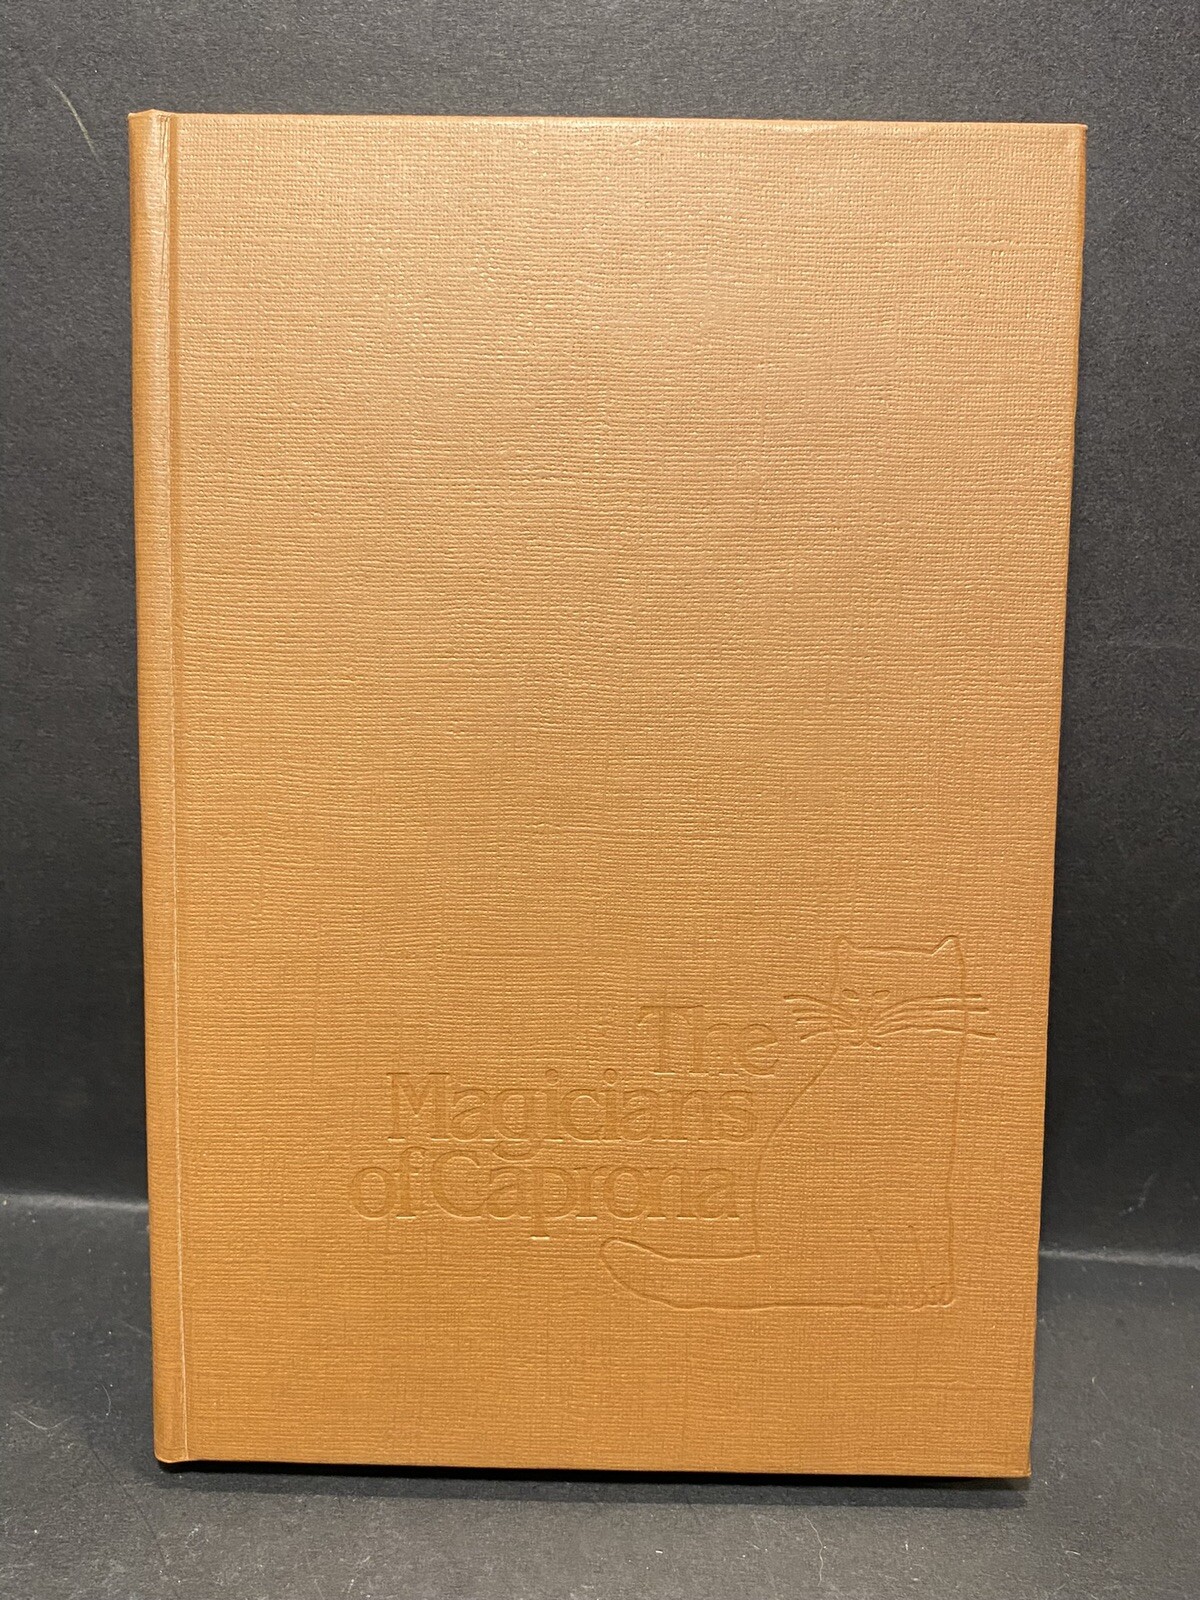 The
Magicians
of Caprona